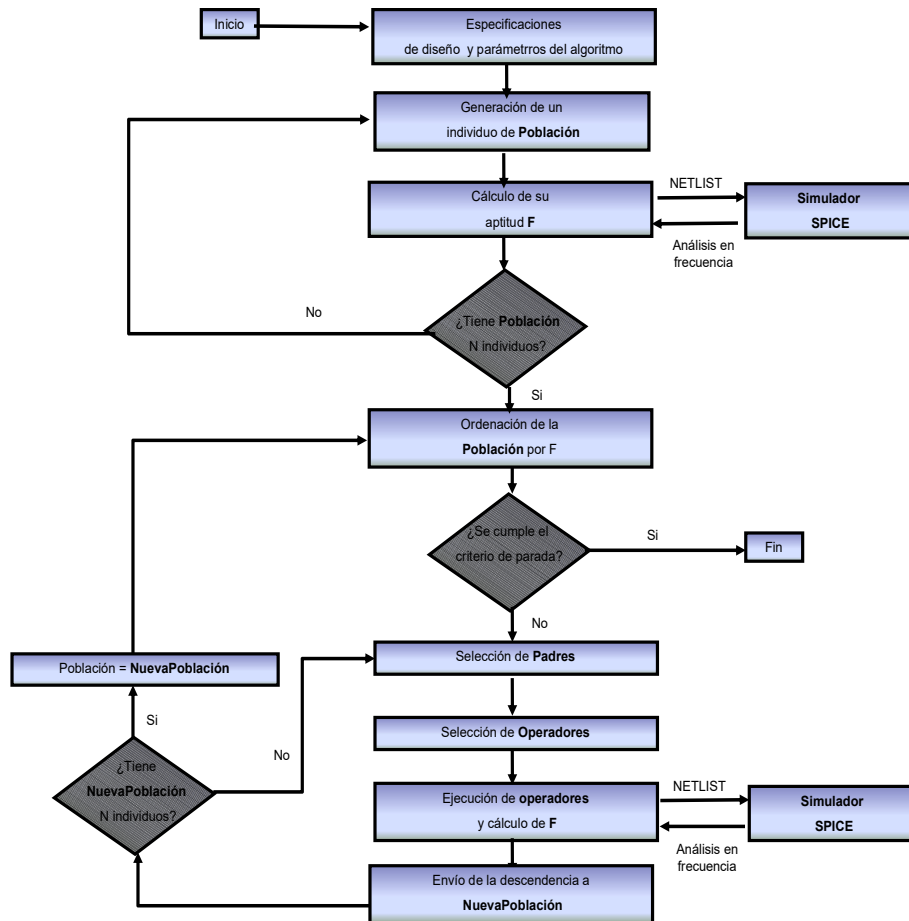 Inicio
Especificaciones
de diseño y parámetrros del algoritmo
Generación de un
individuo de Población
Cálculo de su
aptitud F
NETLIST
Simulador
SPICE
Análisis en
frecuencia
No
¿Tiene Población
N individuos?
Si
Ordenación de la
Población por F
¿Se cumple el
criterio de parada?
Si
Fin
No
Población = NuevaPoblación
Selección de Padres
Si
No
Selección de Operadores
¿Tiene
NuevaPoblación
N individuos?
Ejecución de operadores
y cálculo de F
NETLIST
Simulador
SPICE
Análisis en
frecuencia
Envío de la descendencia a
NuevaPoblación